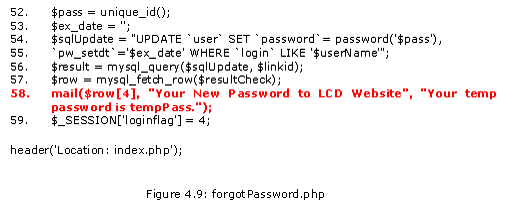 52. $pass = unique_id();
53. $ex_date = '';
54. $sqlUpdate = "UPDATE `user` SET `password`= password('$pass'),
55. `pw_setdt`='$ex_date' WHERE `login` LIKE '$userName'";
56. $result = mysql_query($sqlUpdate, $linkid);
57. $row = mysql_fetch_row($resultCheck);
58. mail($row[4], "Your New Password to LCD Website", "Your temp
password is tempPass.");
59. $_SESSION['loginflag'] = 4;
header('Location: index.php');
Figure 4.9: forgotPassword.php